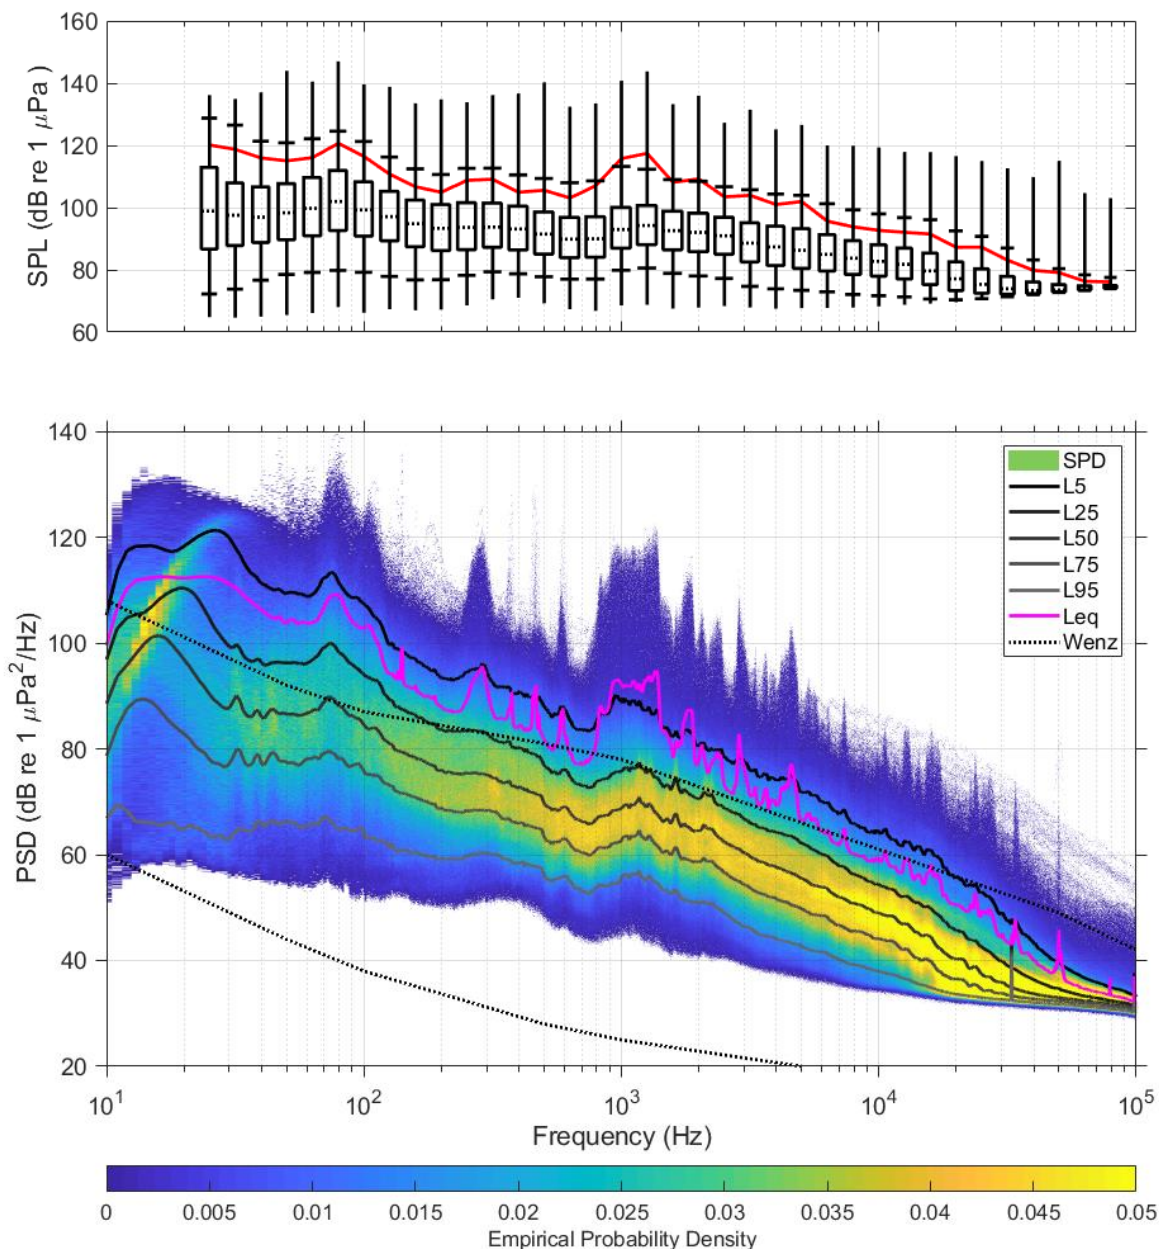 160
140
120
100
80
60
SPL (dB re 1 μPa )
140
120
100
80
60
40
20
PSD (dB re 1 μPa²/Hz)
SPD
L5
L25
L50
L75
L95
Leq
Wenz
10¹ 10² 10³ 10⁴ 10⁵
Frequency (Hz)
0 0.005 0.01 0.015 0.02 0.025 0.03 0.035 0.04 0.045 0.05
Empirical Probability Density